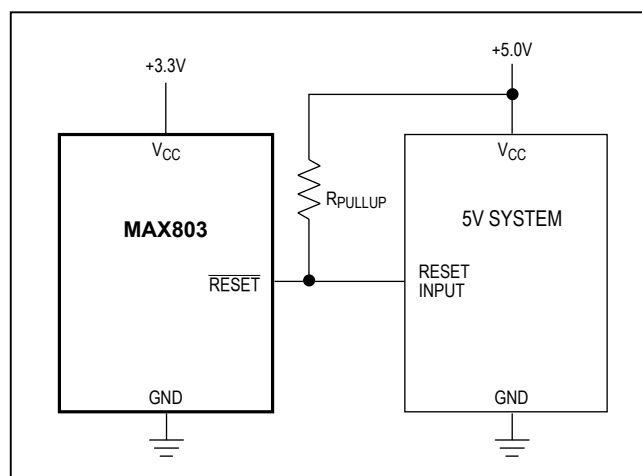 +3.3V
+5.0V
VCC
VCC
RPULLUP
MAX803
5V SYSTEM
RESET
RESET
INPUT
GND
GND